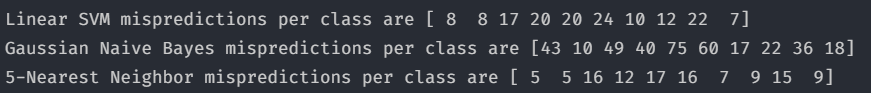 Linear SVM mispredictions per class are [ 8  8 17 20 20 24 10 12 22  7]
Gaussian Naive Bayes mispredictions per class are [43 10 49 40 75 60 17 22 36 18]
5-Nearest Neighbor mispredictions per class are [ 5  5 16 12 17 16  7  9 15  9]